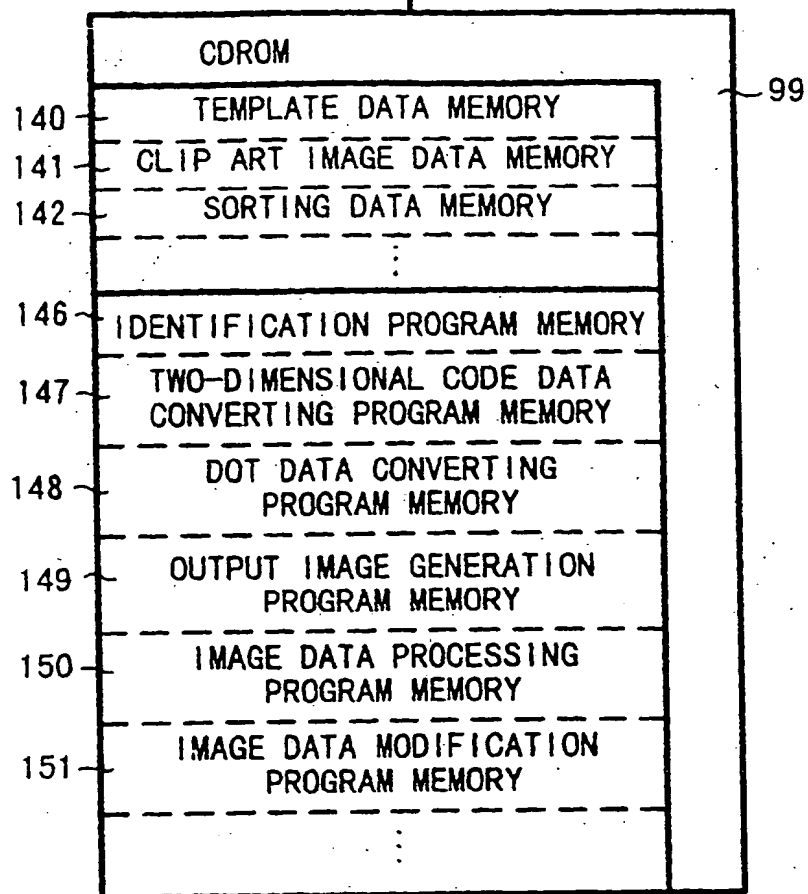 CDROM
99
140
TEMPLATE DATA MEMORY
141
CLIP ART IMAGE DATA MEMORY
142
SORTING DATA MEMORY
146
IDENTIFICATION PROGRAM MEMORY
147
TWO-DIMENSIONAL CODE DATA
CONVERTING PROGRAM MEMORY
148
DOT DATA CONVERTING
PROGRAM MEMORY
149
OUTPUT IMAGE GENERATION
PROGRAM MEMORY
150
IMAGE DATA PROCESSING
PROGRAM MEMORY
151
IMAGE DATA MODIFICATION
PROGRAM MEMORY